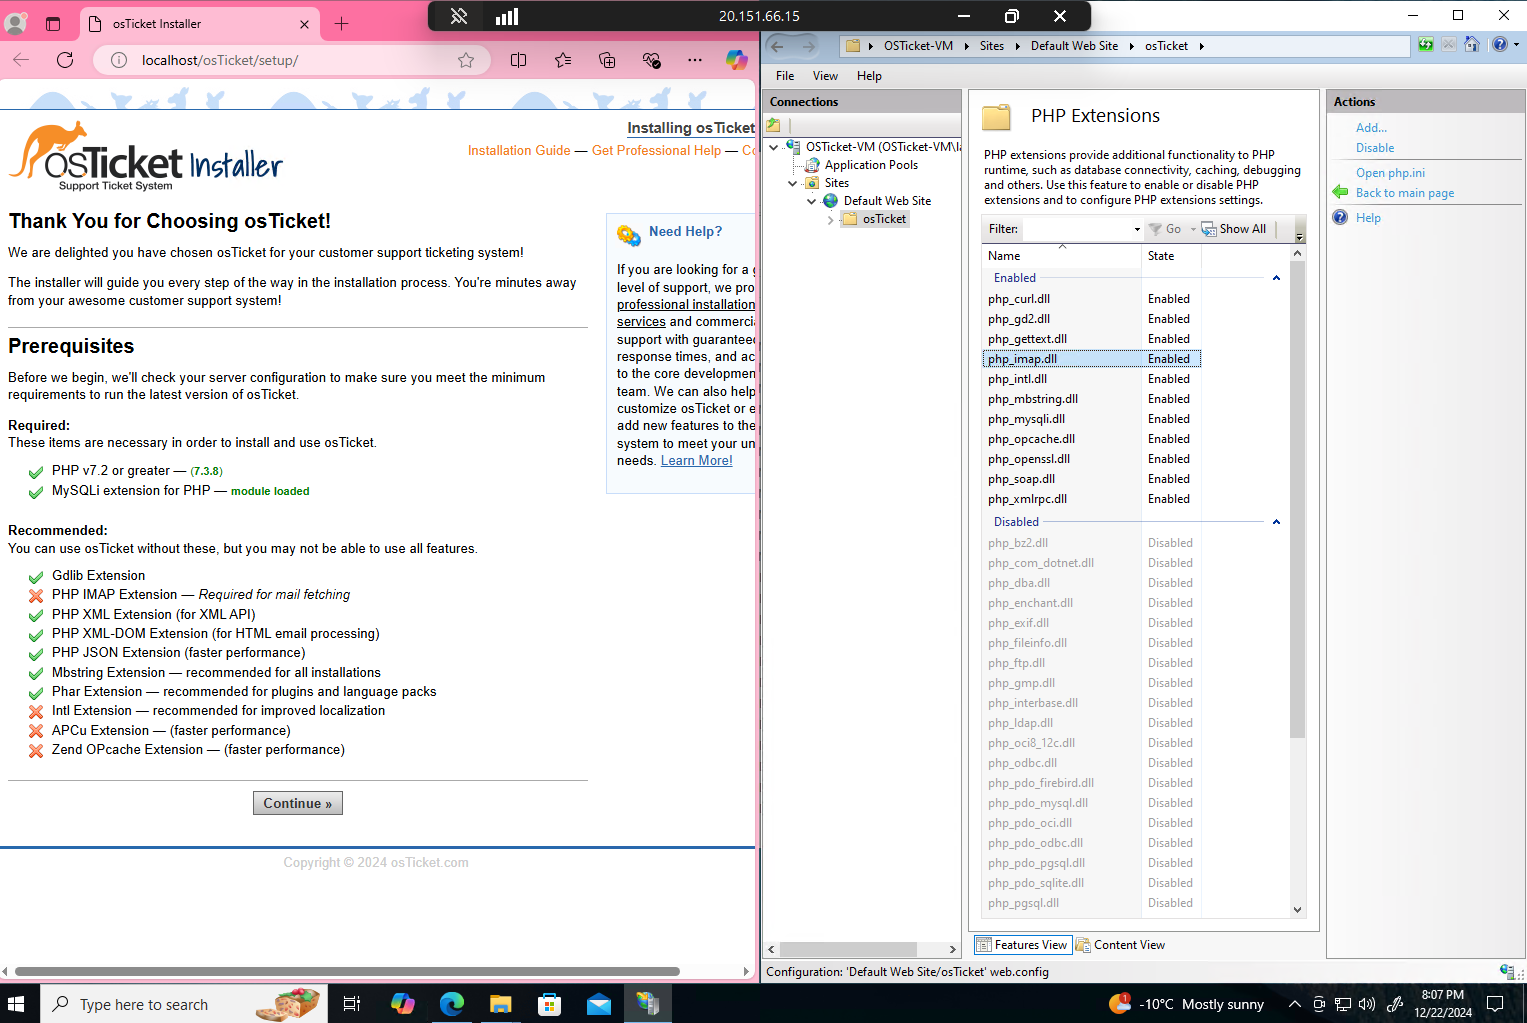 20.151.66.15
osTicket Installer
localhost/osTicket/setup/
OSTicket Installer
Support Ticket System
Installing osTicket
Installation Guide — Get Professional Help —
Thank You for Choosing osTicket!
We are delighted you have chosen osTicket for your customer support ticketing system!
The installer will guide you every step of the way in the installation process. You're minutes away
from your awesome customer support system!
Prerequisites
Before we begin, we'll check your server configuration to make sure you meet the minimum
requirements to run the latest version of osTicket.
Required:
These items are necessary in order to install and use osTicket.
PHP v7.2 or greater — (7.3.8)
MySQLi extension for PHP — module loaded
Recommended:
You can use osTicket without these, but you may not be able to use all features.
Gdlib Extension
PHP IMAP Extension — Required for mail fetching
PHP XML Extension (for XML API)
PHP XML-DOM Extension (for HTML email processing)
PHP JSON Extension (faster performance)
Mbstring Extension — recommended for all installations
Phar Extension — recommended for plugins and language packs
Intl Extension — recommended for improved localization
APCu Extension — (faster performance)
Zend OPcache Extension — (faster performance)
Continue »
Copyright © 2024 osTicket.com
Need Help?
If you are looking for a
level of support, we pro
professional installation
services and commerci
support with guarantee
response times, and ac
to the core developmen
team. We can also help
customize osTicket or e
add new features to the
system to meet your un
needs. Learn More!
OSTicket-VM
Sites
Default Web Site
osTicket
File
View
Help
Connections
OSTicket-VM (OSTicket-VM\la
Application Pools
Sites
Default Web Site
osTicket
PHP Extensions
PHP extensions provide additional functionality to PHP
runtime, such as database connectivity, caching, debugging
and others. Use this feature to enable or disable PHP
extensions and to configure PHP extensions settings.
Filter:
Go
Show All
Name State
Enabled
php_curl.dll Enabled
php_gd2.dll Enabled
php_gettext.dll Enabled
php_imap.dll Enabled
php_intl.dll Enabled
php_mbstring.dll Enabled
php_mysqli.dll Enabled
php_opcache.dll Enabled
php_openssl.dll Enabled
php_soap.dll Enabled
php_xmlrpc.dll Enabled
Disabled
php_bz2.dll Disabled
php_com_dotnet.dll Disabled
php_dba.dll Disabled
php_enchant.dll Disabled
php_exif.dll Disabled
php_fileinfo.dll Disabled
php_ftp.dll Disabled
php_gmp.dll Disabled
php_interbase.dll Disabled
php_ldap.dll Disabled
php_oci8_12c.dll Disabled
php_odbc.dll Disabled
php_pdo_firebird.dll Disabled
php_pdo_mysql.dll Disabled
php_pdo_oci.dll Disabled
php_pdo_odbc.dll Disabled
php_pdo_pgsql.dll Disabled
php_pdo_sqlite.dll Disabled
php_pgsql.dll Disabled
Features View
Content View
Actions
Add...
Disable
Open php.ini
Back to main page
Help
Configuration: 'Default Web Site/osTicket' web.config
Type here to search
1
-10°C Mostly sunny
8:07 PM
12/22/2024